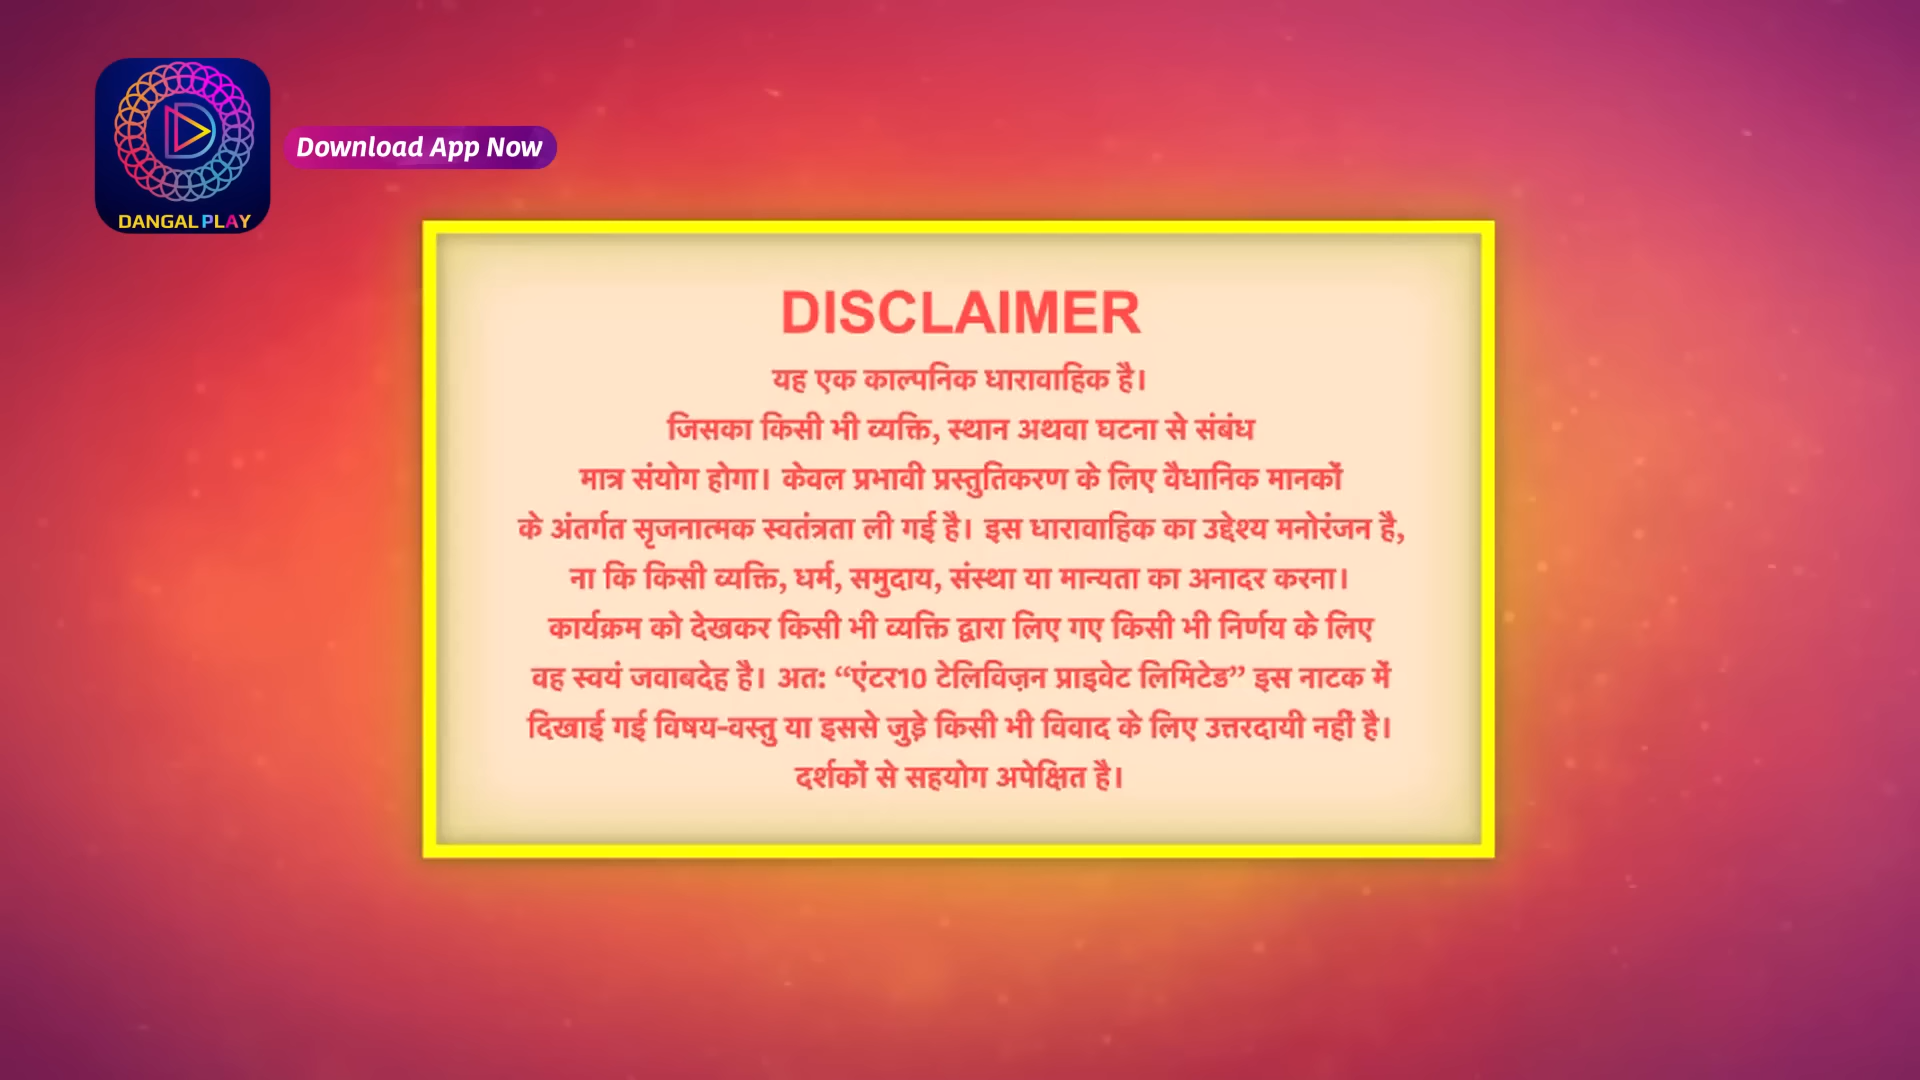 DANGAL PLAY
Download App Now
DISCLAIMER
यह एक काल्पनिक धारावाहिक है।
जिसका किसी भी व्यक्ति, स्थान अथवा घटना से संबंध
मात्र संयोग होगा। केवल प्रभावी प्रस्तुतिकरण के लिए वैधानिक मानकों
के अंतर्गत सृजनात्मक स्वतंत्रता ली गई है। इस धारावाहिक का उद्देश्य मनोरंजन है,
ना कि किसी व्यक्ति, धर्म, समुदाय, संस्था या मान्यता का अनादर करना।
कार्यक्रम को देखकर किसी भी व्यक्ति द्वारा लिए गए किसी भी निर्णय के लिए
वह स्वयं जवाबदेह है। अत: “एंटर10 टेलिविज़न प्राइवेट लिमिटेड” इस नाटक में
दिखाई गई विषय-वस्तु या इससे जुड़े किसी भी विवाद के लिए उत्तरदायी नहीं है।
दर्शकों से सहयोग अपेक्षित है।